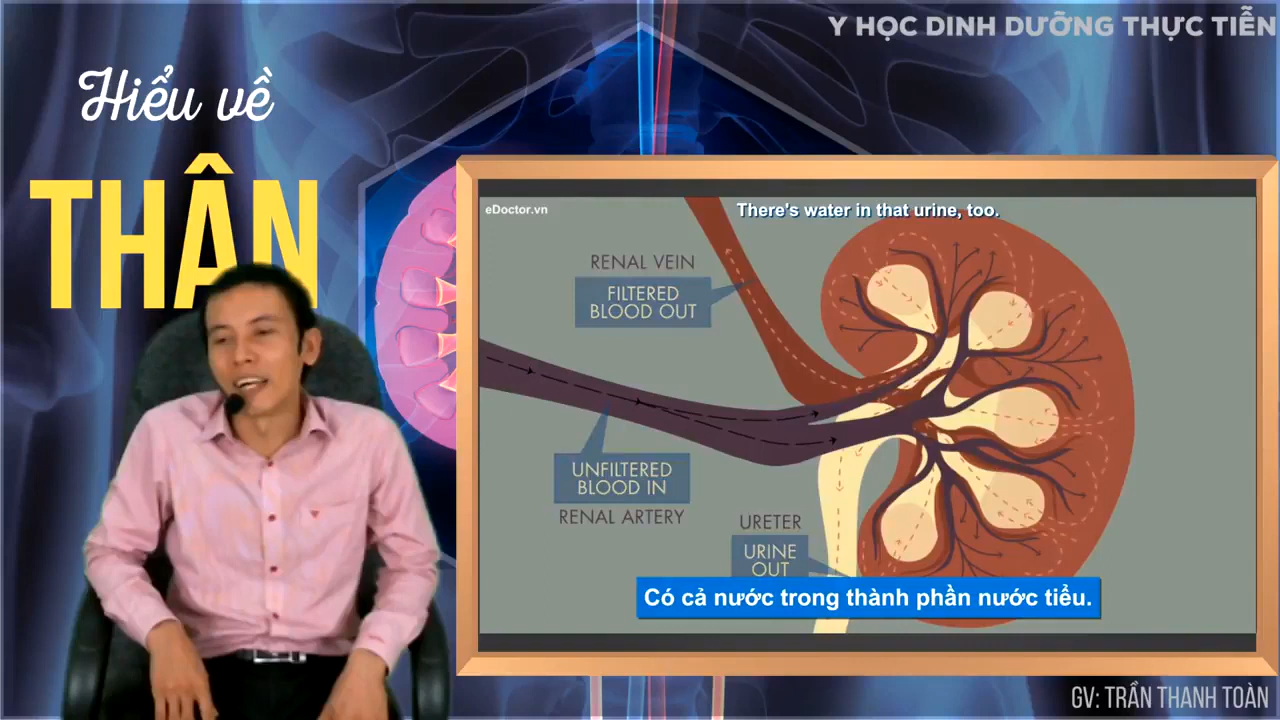 Y HỌC DINH DƯỠNG THỰC TIỄN
Hiểu về
THẬN
eDoctor.vn
There's water in that urine, too.
RENAL VEIN
FILTERED
BLOOD OUT
UNFILTERED
BLOOD IN
RENAL ARTERY
URETER
URINE
OUT
Có cả nước trong thành phần nước tiểu.
GV: TRẦN THANH TOÀN